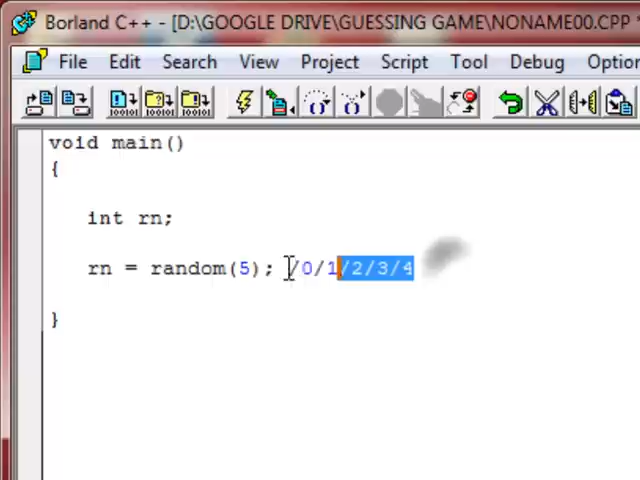 Borland C++ - [D:\GOOGLE DRIVE\GUESSING GAME\NONAME00.CPP *
File Edit Search View Project Script Tool Debug Option
void main()
{
int rn;
rn = random(5); /0/1/2/3/4
}